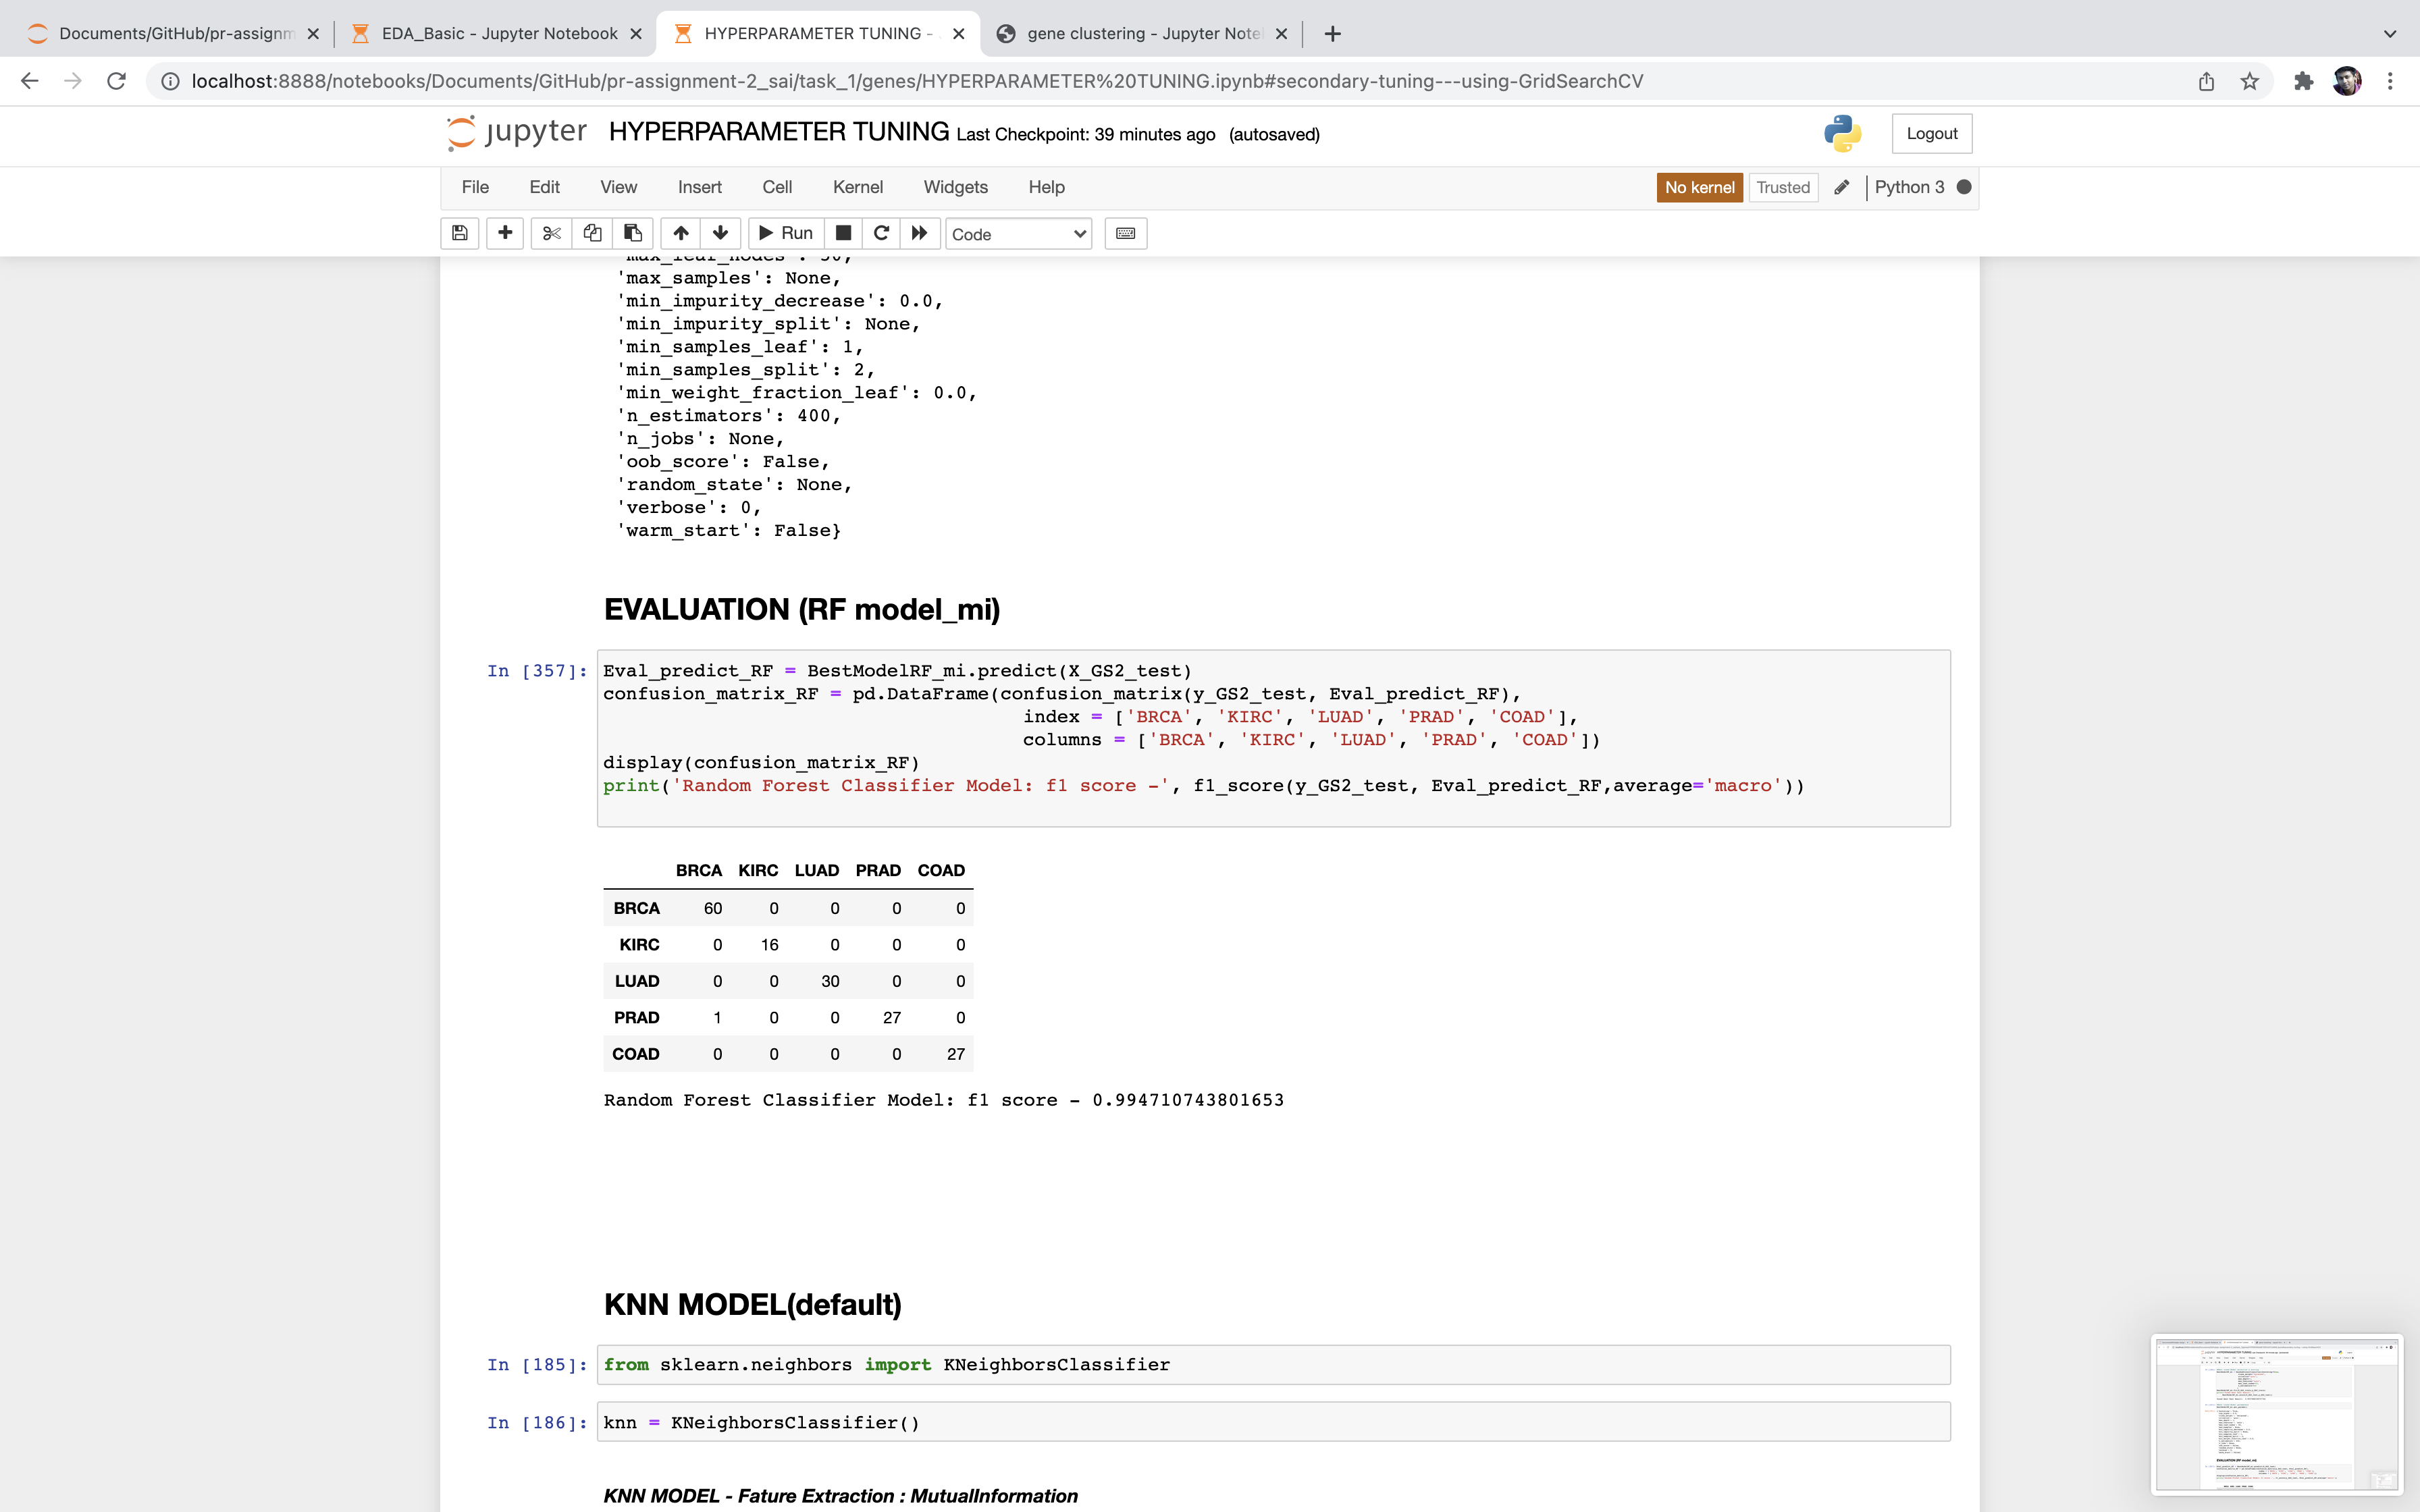 Documents/GitHub/pr-assignm
EDA_Basic - Jupyter Notebook
HYPERPARAMETER TUNING -
gene clustering - Jupyter Note
localhost:8888/notebooks/Documents/GitHub/pr-assignment-2_sai/task_1/genes/HYPERPARAMETER%20TUNING.ipynb#secondary-tuning---using-GridSearchCV
jupyter HYPERPARAMETER TUNING Last Checkpoint: 39 minutes ago (autosaved)
Logout
File Edit View Insert Cell Kernel Widgets Help
No kernel Trusted Python 3
Run Code
'max_leaf_nodes': 50,
'max_samples': None,
'min_impurity_decrease': 0.0,
'min_impurity_split': None,
'min_samples_leaf': 1,
'min_samples_split': 2,
'min_weight_fraction_leaf': 0.0,
'n_estimators': 400,
'n_jobs': None,
'oob_score': False,
'random_state': None,
'verbose': 0,
'warm_start': False}
EVALUATION (RF model_mi)
In [357]: Eval_predict_RF = BestModelRF_mi.predict(X_GS2_test)
confusion_matrix_RF = pd.DataFrame(confusion_matrix(y_GS2_test, Eval_predict_RF),
index = ['BRCA', 'KIRC', 'LUAD', 'PRAD', 'COAD'],
columns = ['BRCA', 'KIRC', 'LUAD', 'PRAD', 'COAD'])
display(confusion_matrix_RF)
print('Random Forest Classifier Model: f1 score -', f1_score(y_GS2_test, Eval_predict_RF,average='macro'))
BRCA KIRC LUAD PRAD COAD
BRCA 60 0 0 0 0
KIRC 0 16 0 0 0
LUAD 0 0 30 0 0
PRAD 1 0 0 27 0
COAD 0 0 0 0 27
Random Forest Classifier Model: f1 score - 0.994710743801653
KNN MODEL(default)
In [185]: from sklearn.neighbors import KNeighborsClassifier
In [186]: knn = KNeighborsClassifier()
KNN MODEL - Fature Extraction : MutualInformation